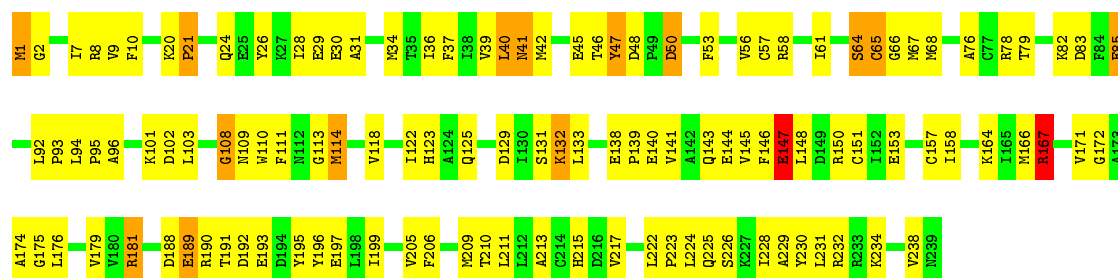 M1 G2 I7 R8 V9 F10 K20 P21 Q24 E25 Y26 K27 I28 E29 E30 A31 M34 T35 I36 F37 I38 V39 L40 N41 M42 E45 T46 Y47 D48 P49 D50 F53 V56 C57 R58 I61 S64 C65 G66 M67 M68 A76 C77 R78 T79 K82 D83 F84 E85
L92 P93 L94 P95 A96 K101 D102 L103 G108 N109 W110 F111 N112 G113 M114 V118 I122 H123 A124 Q125 D129 I130 S131 K132 L133 E138 P139 E140 V141 A142 Q143 E144 V145 F146 E147 L148 D149 R150 C151 I152 E153 C157 I158 K164 I165 M166 R167 V171 G172 A173
A174 G175 L176 V179 V180 R181 D188 E189 R190 T191 D192 E193 D194 Y195 Y196 E197 L198 I199 V205 F206 M209 T210 L211 L212 A213 C214 H215 D216 V217 L222 P223 L224 Q225 S226 K227 I228 A229 Y230 L231 R232 R233 K234 V238 N239